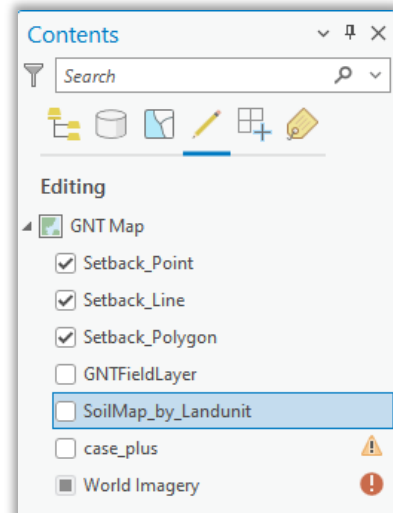 Contents
Search
Editing
GNT Map
Setback_Point
Setback_Line
Setback_Polygon
GNTFieldLayer
SoilMap_by_Landunit
case_plus
World Imagery